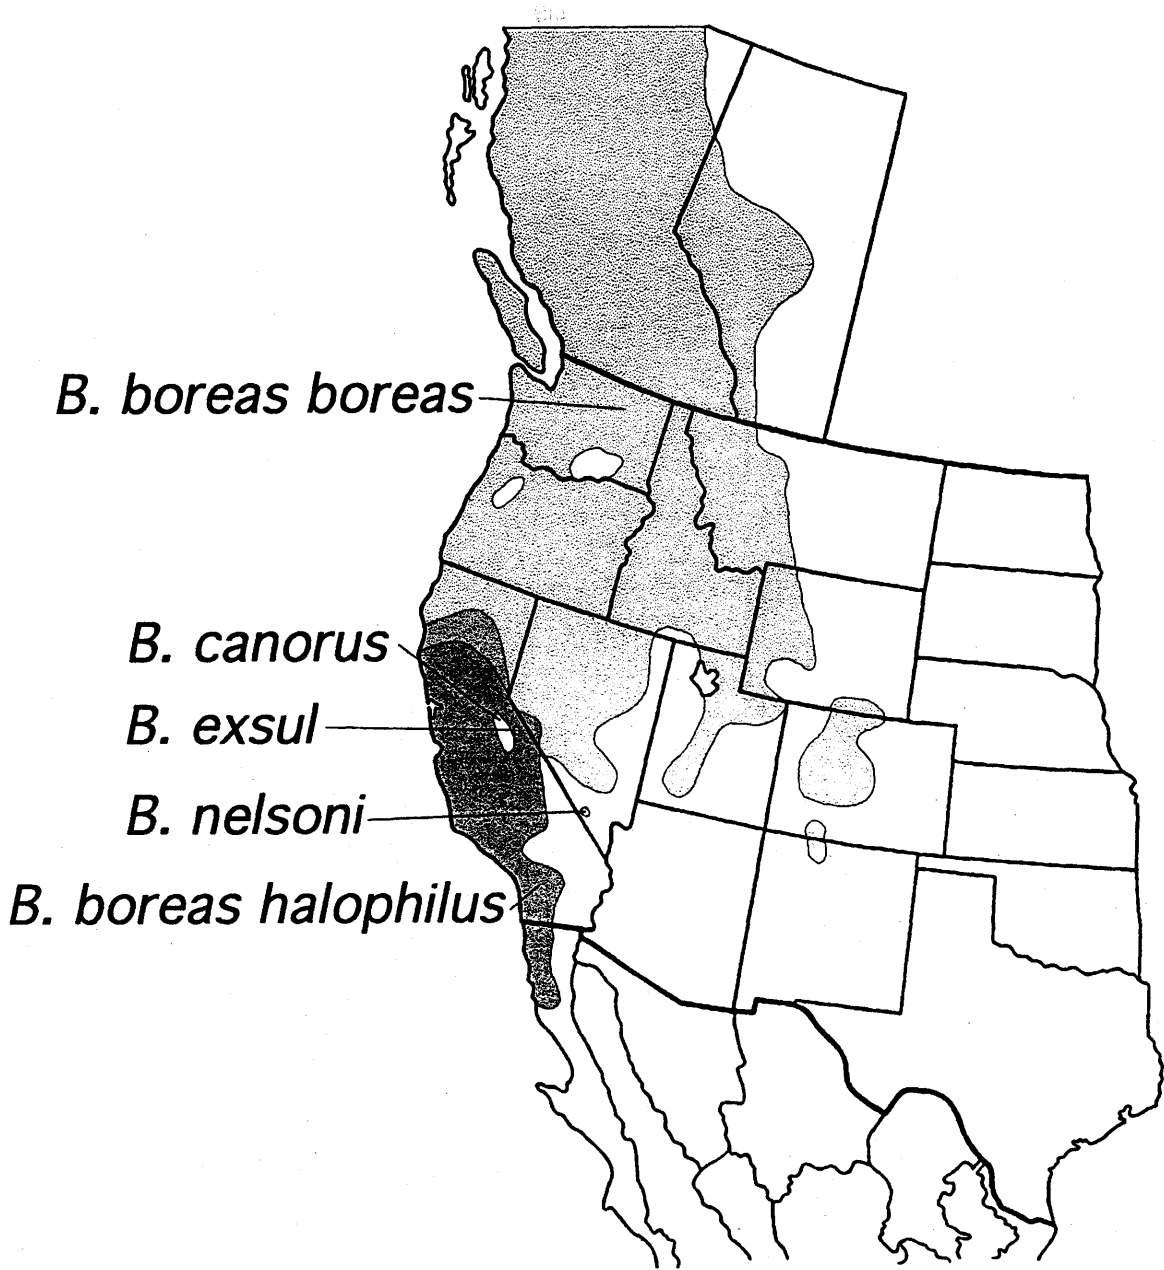 B. boreas boreas
B. canorus
B. exsul
B. nelsoni
B. boreas halophilus